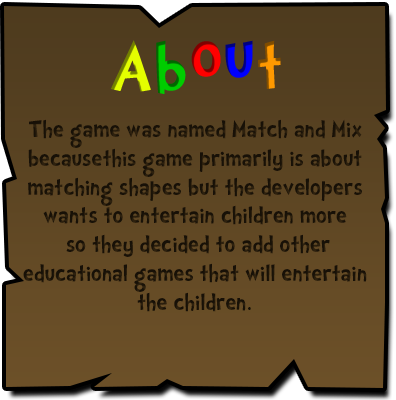 About
The game was named Match and Mix
becausethis game primarily is about
matching shapes but the developers
wants to entertain children more
so they decided to add other
educational games that will entertain
the children.